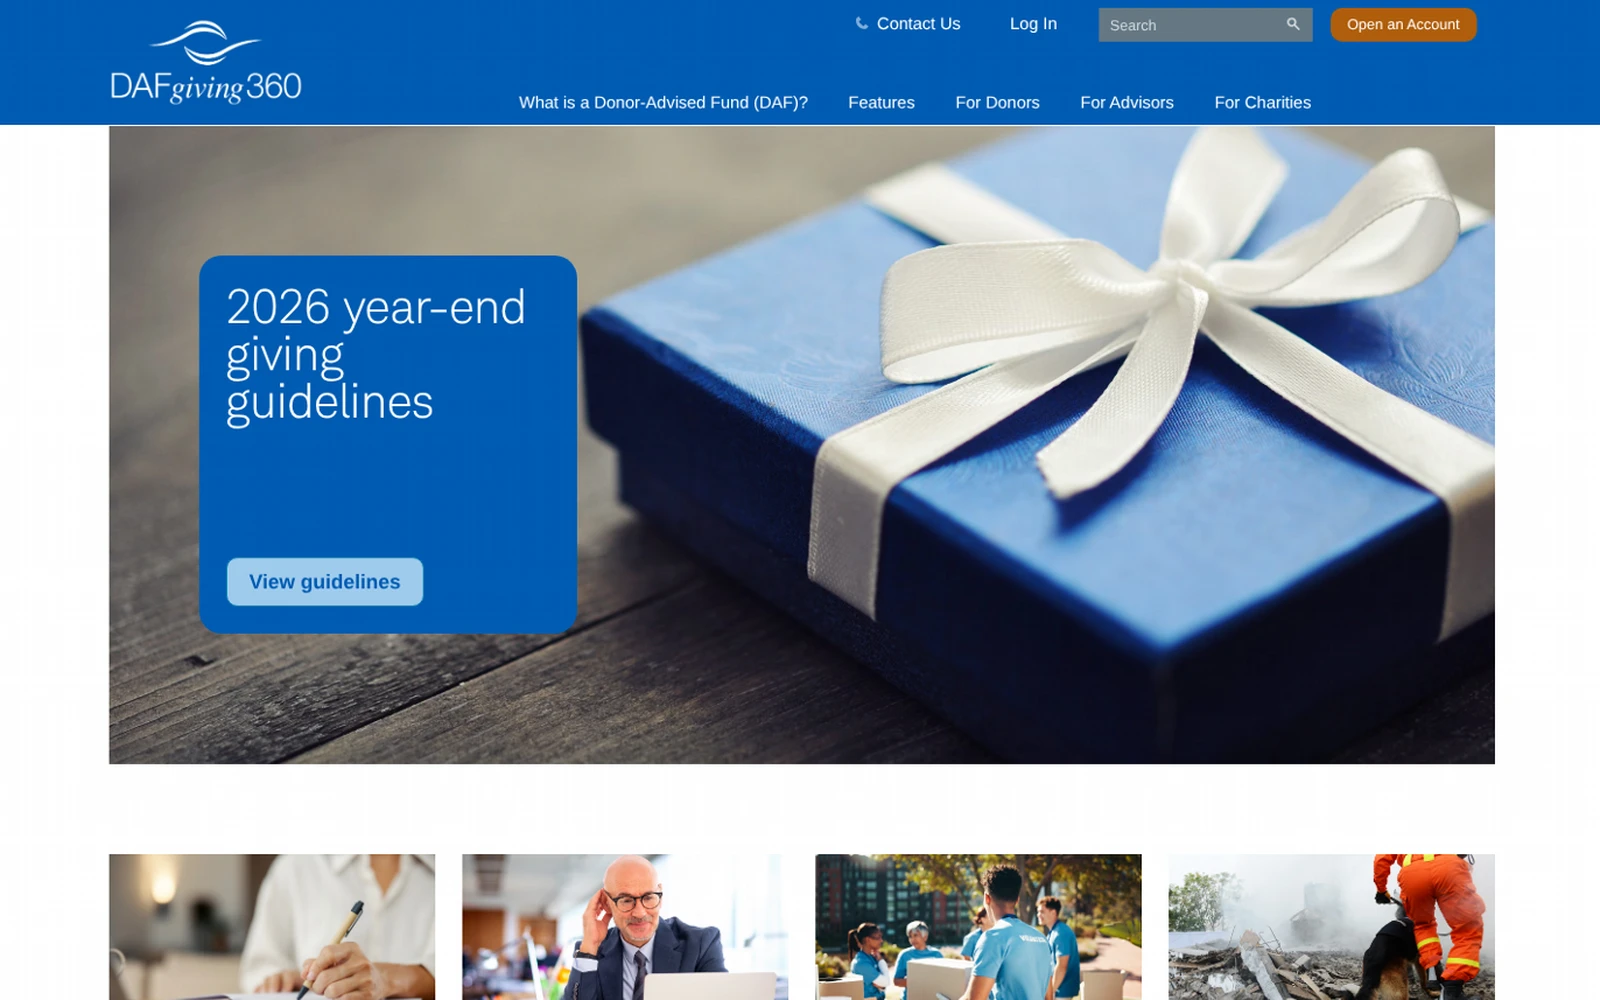 Contact Us
Log In
Search
Open an Account
DAFgiving360
What is a Donor-Advised Fund (DAF)?
Features
For Donors
For Advisors
For Charities
2026 year-end
giving
guidelines
View guidelines